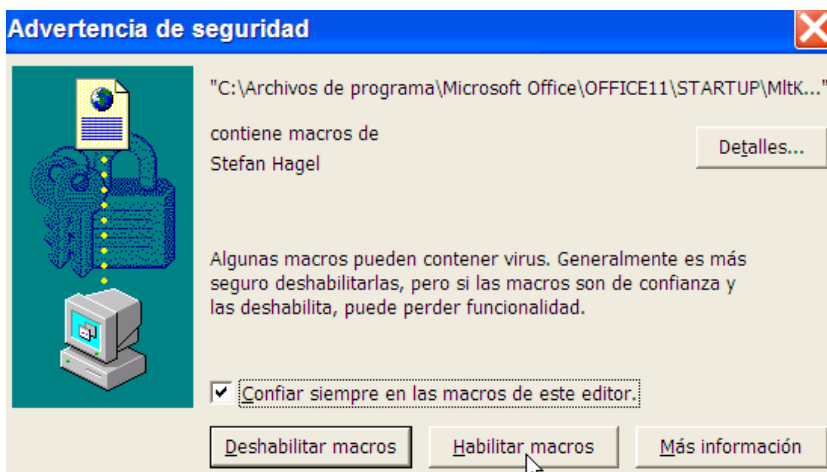 Advertencia de seguridad
"C:\Archivos de programa\Microsoft Office\OFFICE11\STARTUP\MltK..."
contiene macros de
Stefan Hagel
Detalles...
Algunas macros pueden contener virus. Generalmente es más
seguro deshabilitarlas, pero si las macros son de confianza y
las deshabilita, puede perder funcionalidad.
Confiar siempre en las macros de este editor.
Deshabilitar macros
Habilitar macros
Más información